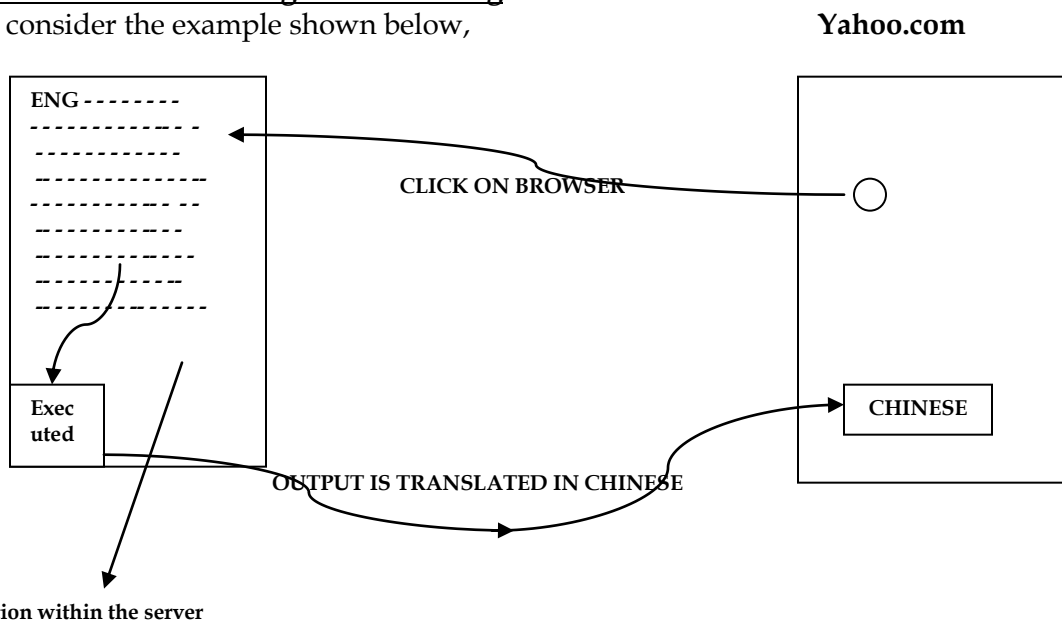 consider the example shown below,
Yahoo.com
ENG
CLICK ON BROWSER
Exec
uted
CHINESE
OUTPUT IS TRANSLATED IN CHINESE
within the server